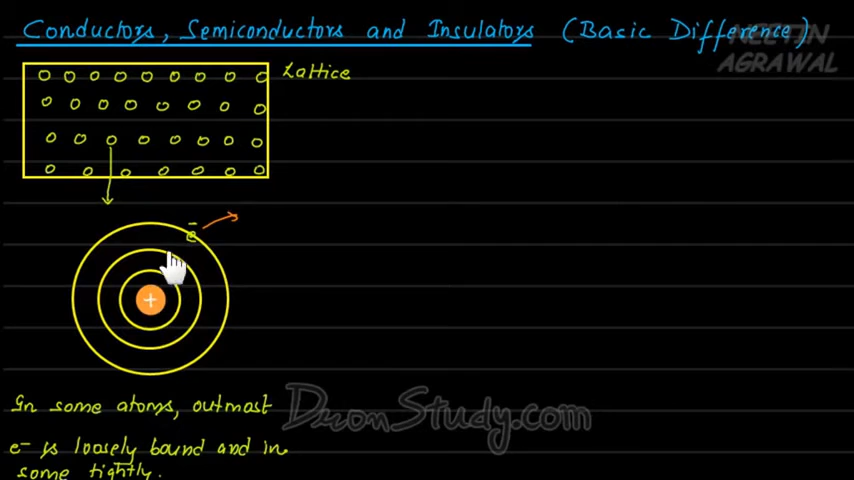 Conductors, Semiconductors and Insulators (Basic Difference)
NEETIN
AGRAWAL
Lattice
e-
+
DronStudy.com
In some atoms, outmost
e- is loosely bound and in
some tightly.